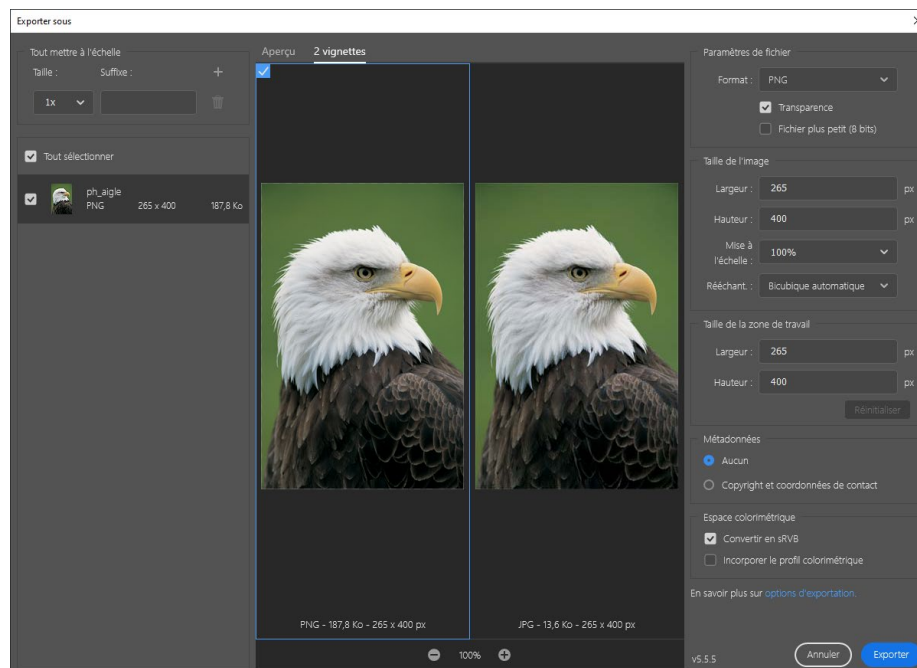 Exporter sous
Tout mettre à l'échelle
Taille :
Suffixe :
1x
Tout sélectionner
ph_aigle
PNG 265 x 400 187,8 Ko
Aperçu
2 vignettes
PNG - 187,8 Ko - 265 x 400 px
JPG - 13,6 Ko - 265 x 400 px
100%
Paramètres de fichier
Format : PNG
Transparence
Fichier plus petit (8 bits)
Taille de l'image
Largeur : 265 px
Hauteur : 400 px
Mise à
l'échelle : 100%
Rééchant. : Bicubique automatique
Taille de la zone de travail
Largeur : 265 px
Hauteur : 400 px
Réinitialiser
Métadonnées
Aucun
Copyright et coordonnées de contact
Espace colorimétrique
Convertir en sRVB
Incorporer le profil colorimétrique
En savoir plus sur options d'exportation.
v5.5.5
Annuler
Exporter